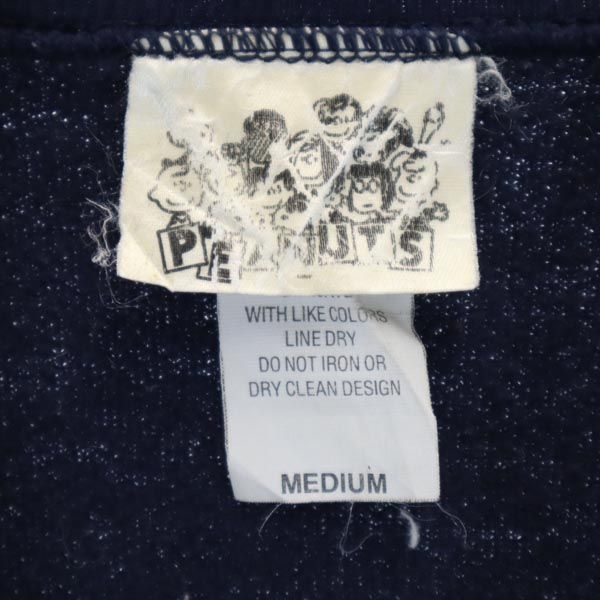 PEANUTS
WITH LIKE COLORS
LINE DRY
DO NOT IRON OR
DRY CLEAN DESIGN
MEDIUM